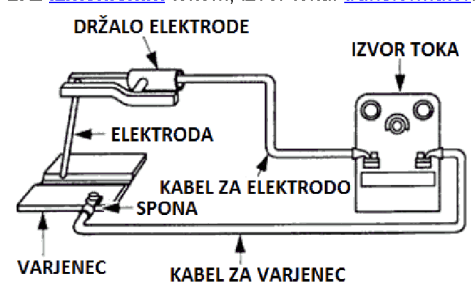 DRŽALO ELEKTRODE
IZVOR TOKA
ELEKTRODA
KABEL ZA ELEKTRODO
SPONA
VARJENEC
KABEL ZA VARJENEC